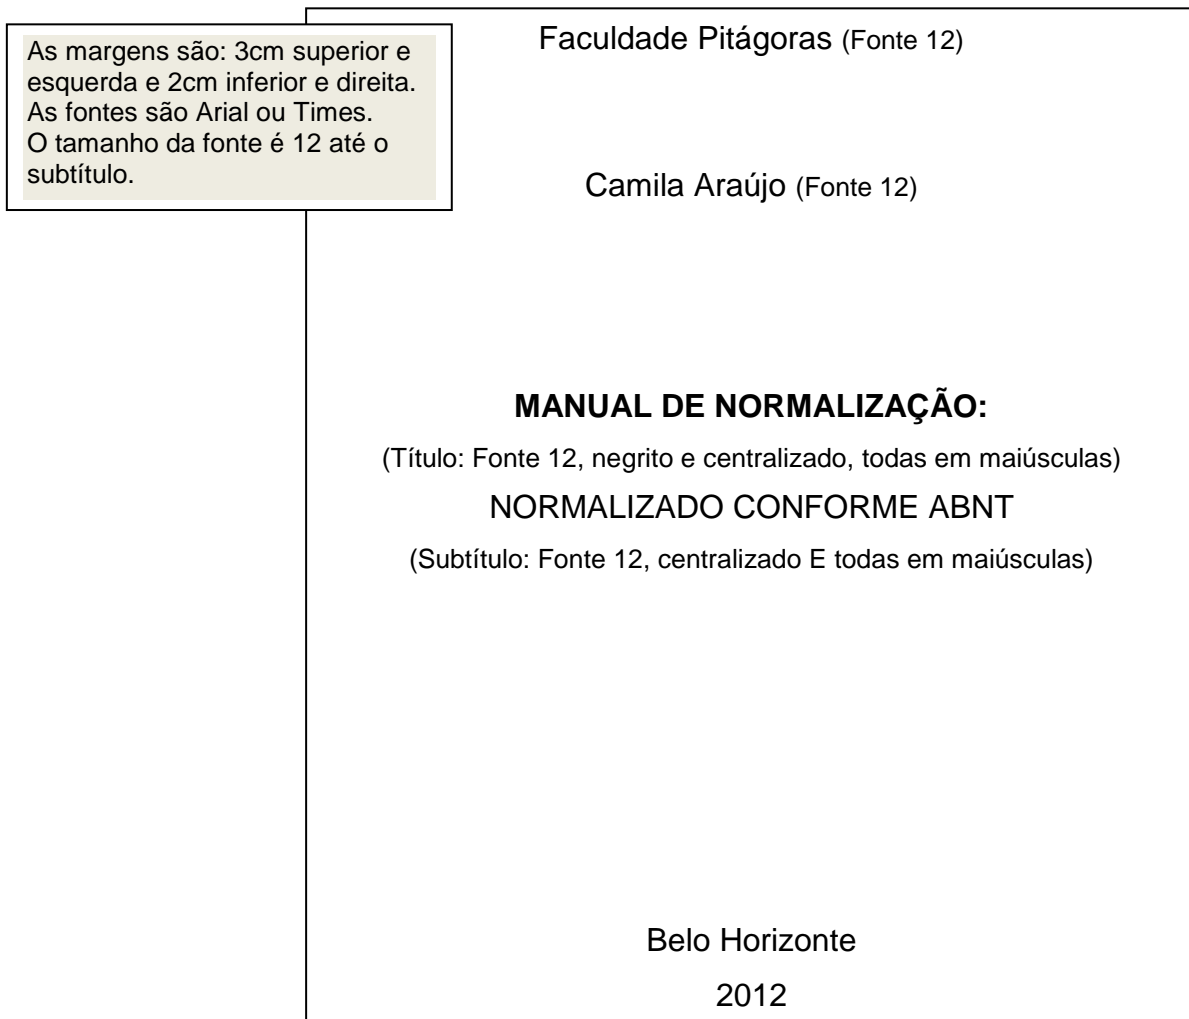 As margens são: 3cm superior e
esquerda e 2cm inferior e direita.
As fontes são Arial ou Times.
O tamanho da fonte é 12 até o
subtítulo.
Faculdade Pitágoras (Fonte 12)
Camila Araújo (Fonte 12)
MANUAL DE NORMALIZAÇÃO:
(Título: Fonte 12, negrito e centralizado, todas em maiúsculas)
NORMALIZADO CONFORME ABNT
(Subtítulo: Fonte 12, centralizado E todas em maiúsculas)
Belo Horizonte
2012